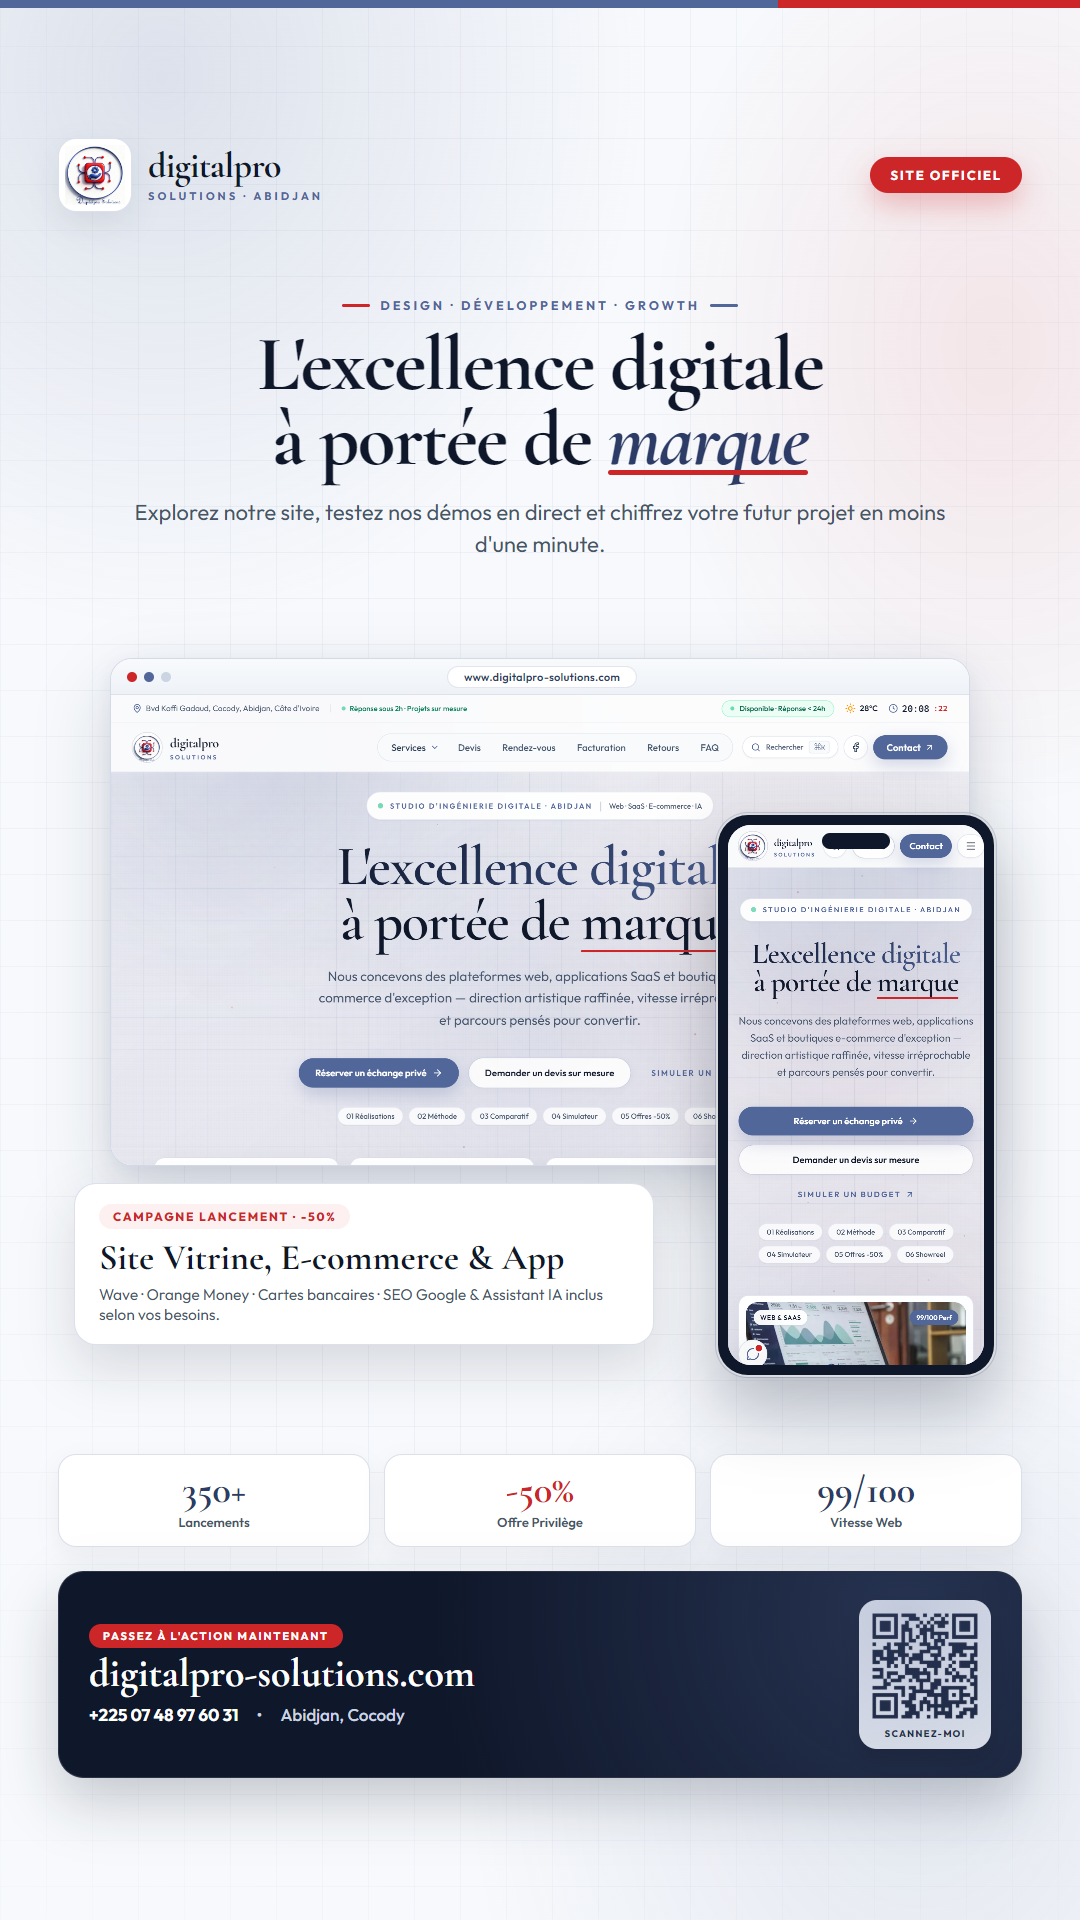 digitalpro
SOLUTIONS · ABIDJAN
SITE OFFICIEL
DESIGN · DÉVELOPPEMENT · GROWTH
L'excellence digitale
à portée de marque
Explorez notre site, testez nos démos en direct et chiffrez votre futur projet en moins
d'une minute.
www.digitalpro-solutions.com
Bvd Koffi Gadaud, Cocody, Abidjan, Côte d'Ivoire
Réponse sous 2h · Projets sur mesure
Disponible · Réponse < 24h
28°C
20:08 :22
digitalpro
SOLUTIONS
Services
Devis
Rendez-vous
Facturation
Retours
FAQ
Rechercher
⌘K
Contact
STUDIO D'INGÉNIERIE DIGITALE · ABIDJAN
Web · SaaS · E-commerce · IA
L'excellence digital
à portée de marqu
Nous concevons des plateformes web, applications SaaS et boutiq
commerce d'exception — direction artistique raffinée, vitesse irrépr
et parcours pensés pour convertir.
Réserver un échange privé
Demander un devis sur mesure
SIMULER UN
01 Réalisations
02 Méthode
03 Comparatif
04 Simulateur
05 Offres -50%
06 Sho
digitalpro
SOLUTIONS
Contact
STUDIO D'INGÉNIERIE DIGITALE · ABIDJAN
L'excellence digitale
à portée de marque
Nous concevons des plateformes web, applications
SaaS et boutiques e-commerce d'exception —
direction artistique raffinée, vitesse irréprochable
et parcours pensés pour convertir.
Réserver un échange privé
Demander un devis sur mesure
SIMULER UN BUDGET
01 Réalisations
02 Méthode
03 Comparatif
04 Simulateur
05 Offres -50%
06 Showreel
WEB & SAAS
99/100 Perf
CAMPAGNE LANCEMENT · -50%
Site Vitrine, E-commerce & App
Wave · Orange Money · Cartes bancaires · SEO Google & Assistant IA inclus
selon vos besoins.
350+
Lancements
-50%
Offre Privilège
99/100
Vitesse Web
PASSEZ À L'ACTION MAINTENANT
digitalpro-solutions.com
+225 07 48 97 60 31 • Abidjan, Cocody
SCANNEZ-MOI